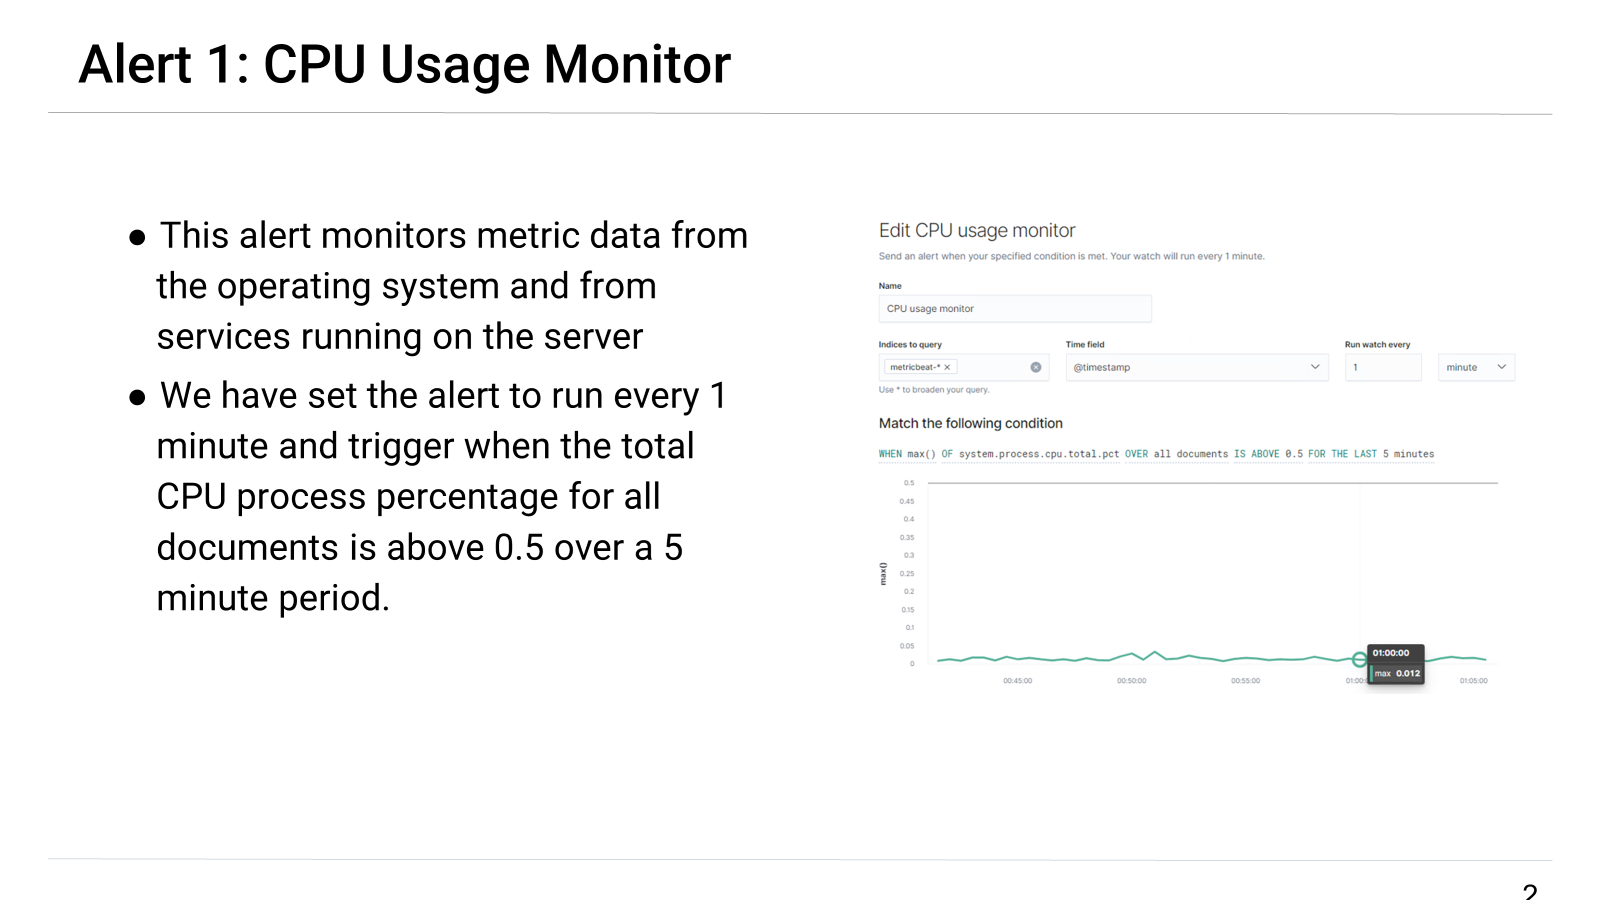 Alert 1: CPU Usage Monitor
● This alert monitors metric data from
the operating system and from
services running on the server
● We have set the alert to run every 1
minute and trigger when the total
CPU process percentage for all
documents is above 0.5 over a 5
minute period.
Edit CPU usage monitor
Send an alert when your specified condition is met. Your watch will run every 1 minute.
Name
CPU usage monitor
Indices to query Time field Run watch every
metricbeat-* × @timestamp 1 minute
Use * to broaden your query.
Match the following condition
WHEN max() OF system.process.cpu.total.pct OVER all documents IS ABOVE 0.5 FOR THE LAST 5 minutes
0.5
0.45
0.4
0.35
0.3
0.25
0.2
0.15
0.1
0.05
0
max()
01:00:00
max 0.012
00:45:00 00:50:00 00:55:00 01:00: 01:05:00
2